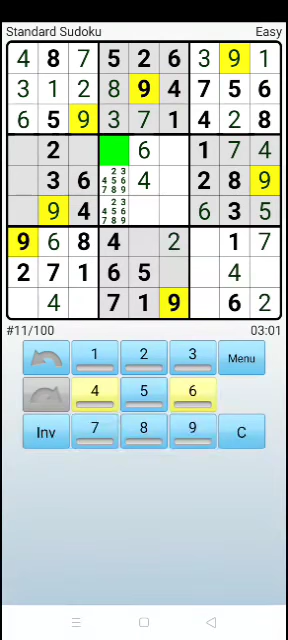 Standard Sudoku Easy
4 8 7 5 2 6 3 9 1
3 1 2 8 9 4 7 5 6
6 5 9 3 7 1 4 2 8
2 6 1 7 4
3 6 4 2 8 9
9 4 6 3 5
9 6 8 4 2 1 7
2 7 1 6 5 4
4 7 1 9 6 2
#11/100 03:01
1 2 3 Menu
4 5 6
Inv 7 8 9 C